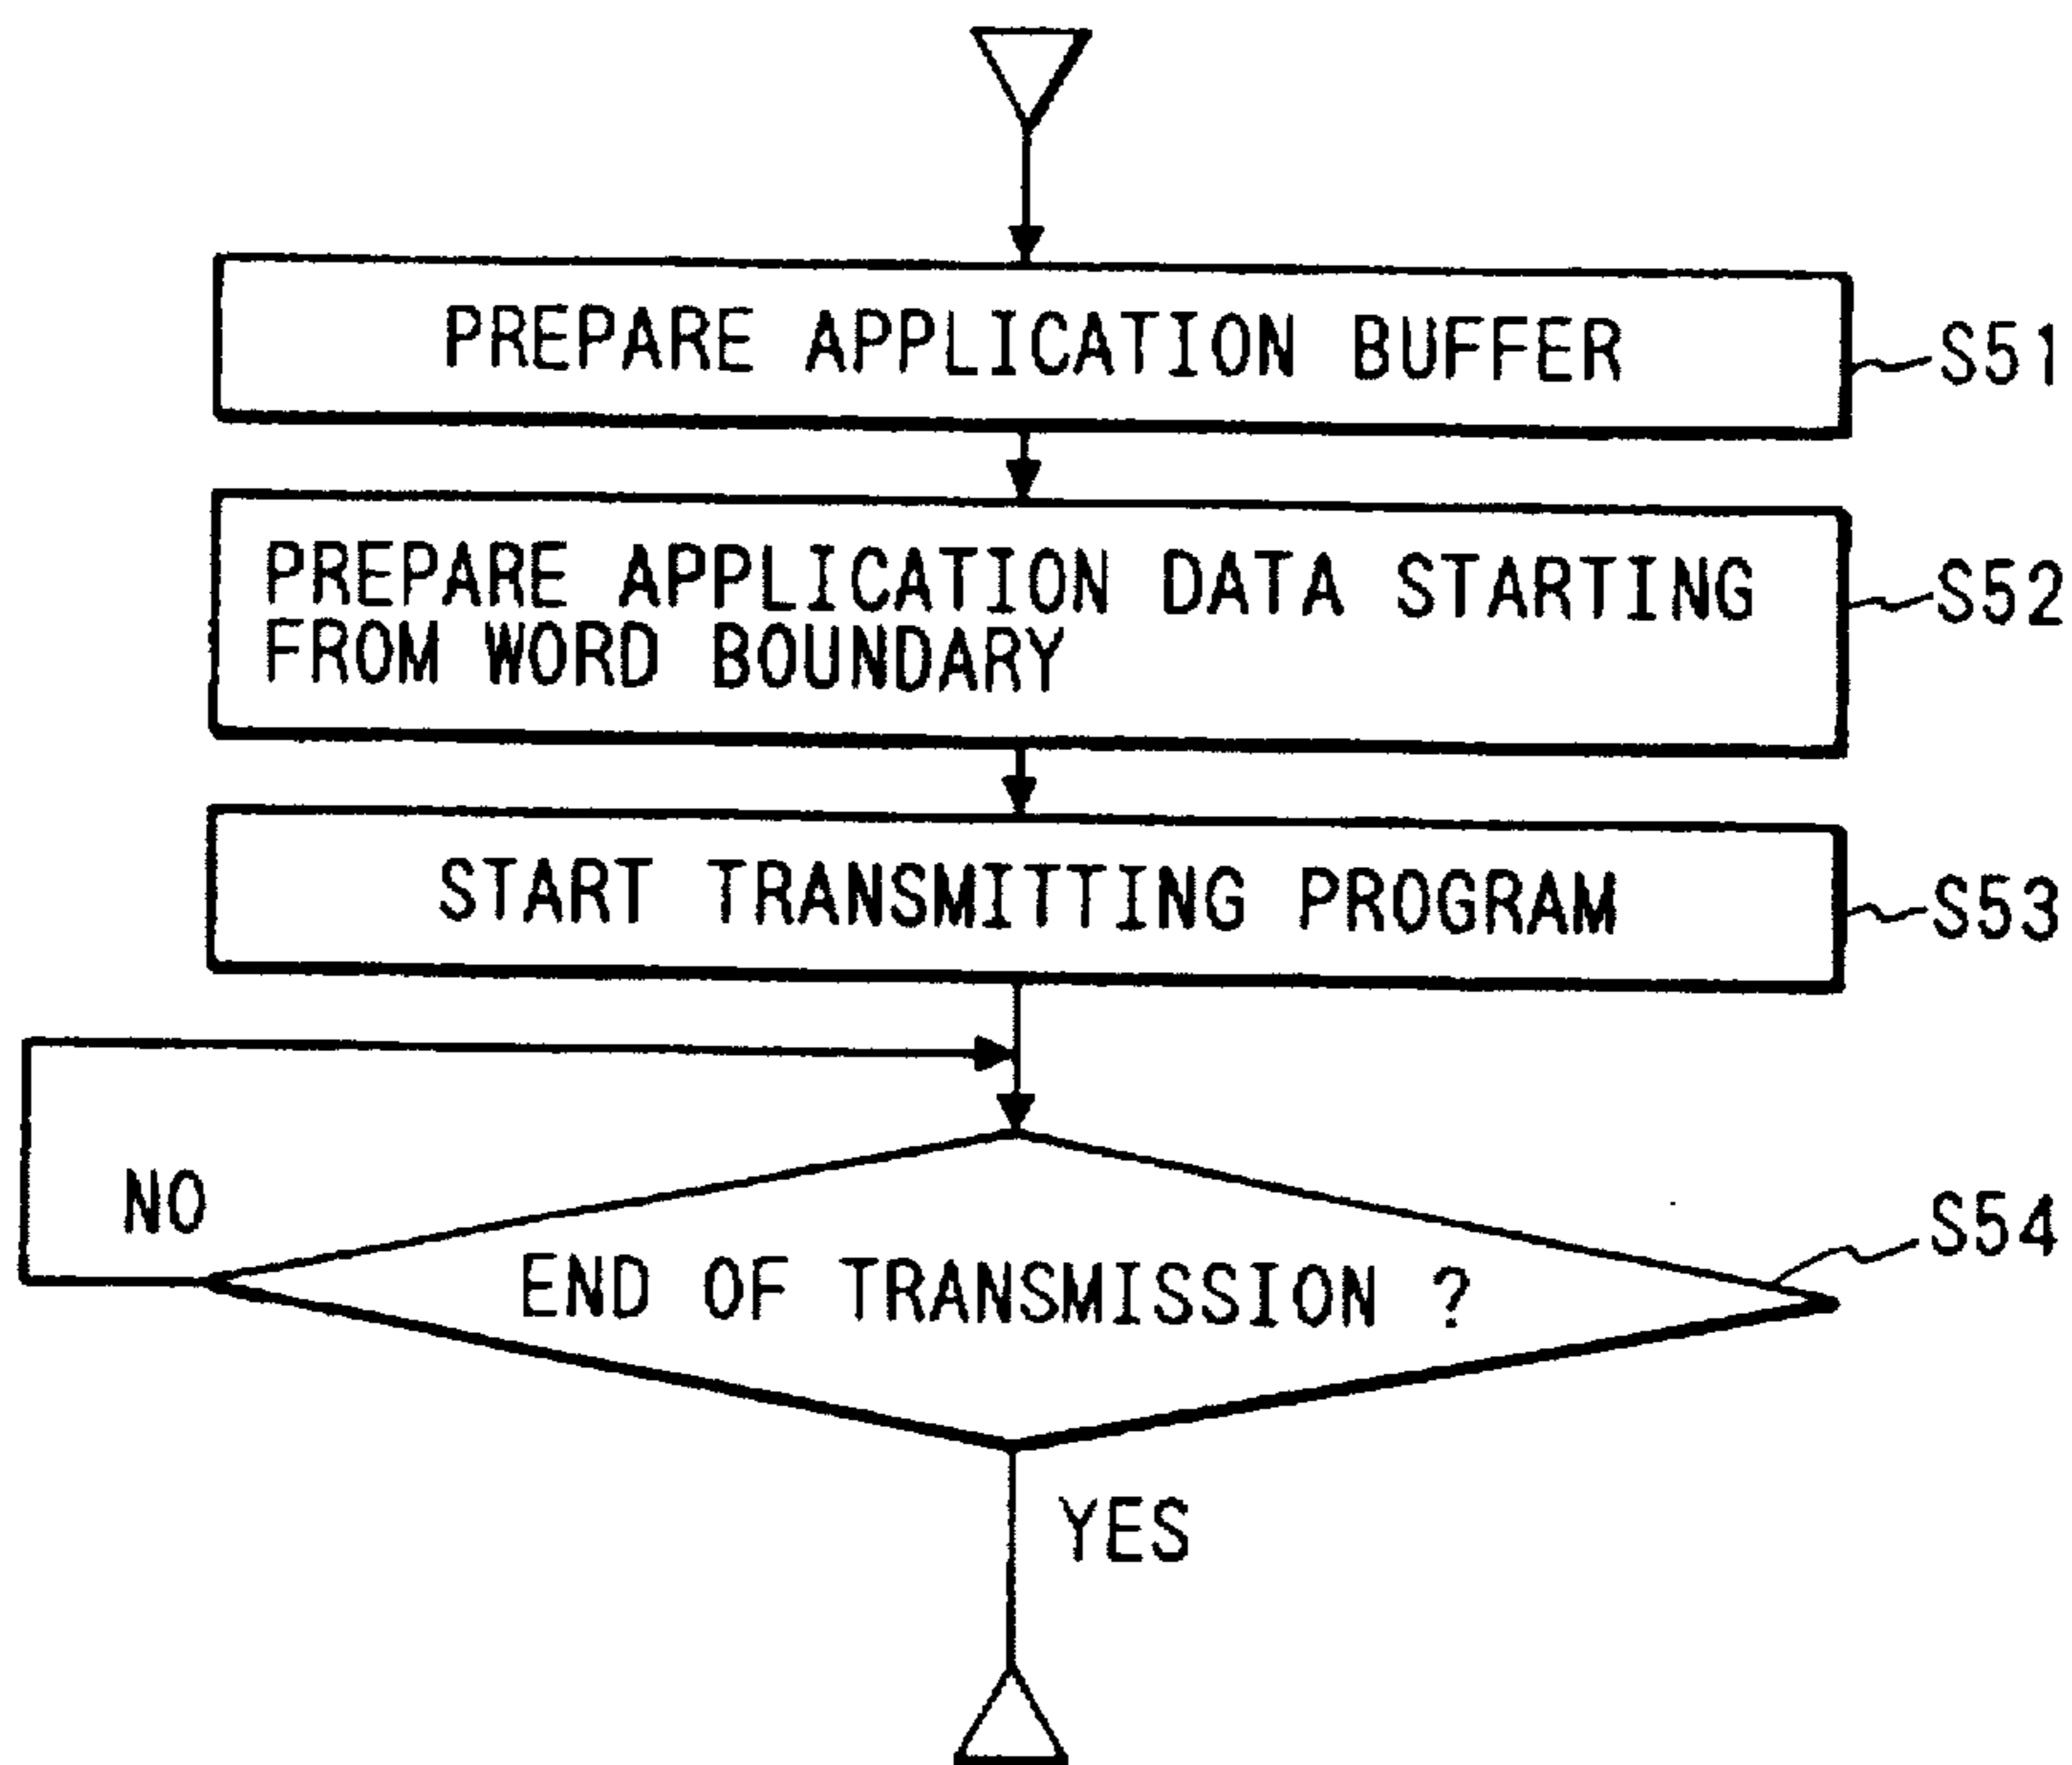 PREPARE APPLICATION BUFFER
S51
PREPARE APPLICATION DATA STARTING
FROM WORD BOUNDARY
S52
START TRANSMITTING PROGRAM
S53
NO
S54
END OF TRANSMISSION ?
YES